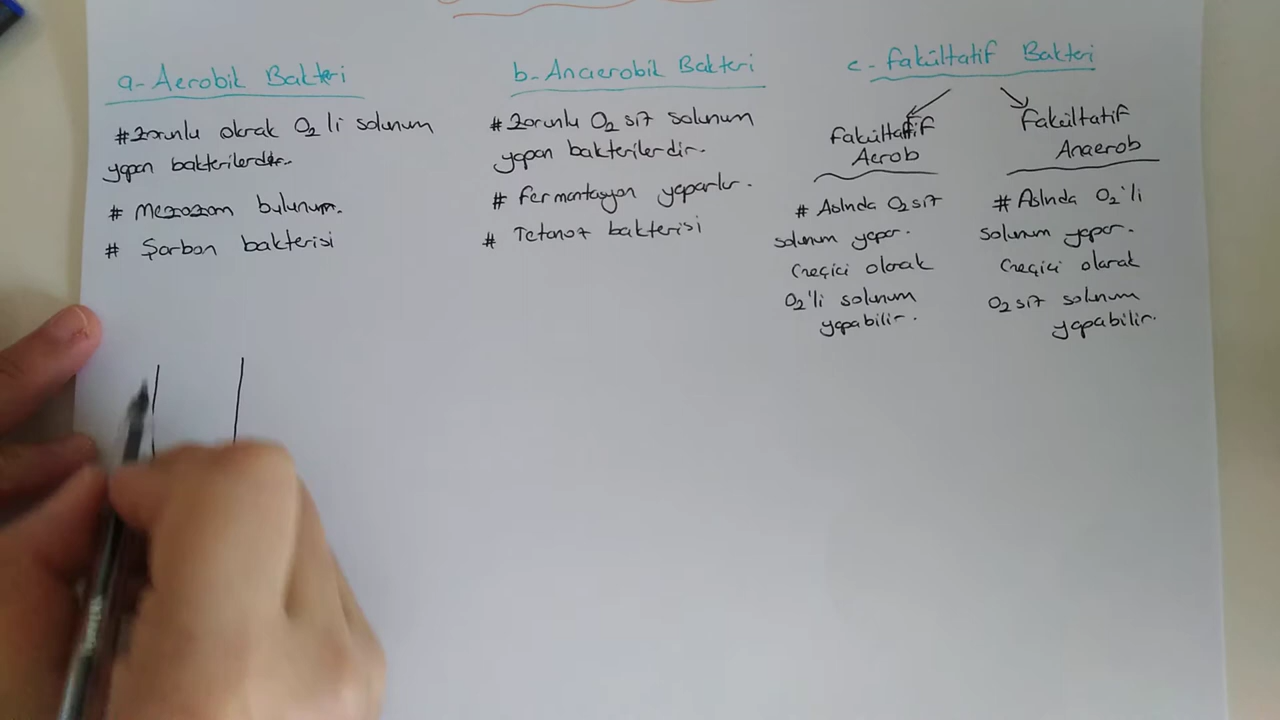 a- Aerobik Bakteri
# Zorunlu olarak O2 li solunum
yapan bakterilerdir.
# Mezozom bulunur.
# Şarbon bakterisi
b- Anaerobik Bakteri
# Zorunlu O2 siz solunum
yapan bakterilerdir.
# Fermantasyon yaparlar.
# Tetanoz bakterisi
c- Fakültatif Bakteri
Fakültatif
Aerob
# Aslında O2 siz
solunum yapar.
Geçici olarak
O2'li solunum
yapabilir.
Fakültatif
Anaerob
# Aslında O2'li
solunum yapar.
Geçici olarak
O2 siz solunum
yapabilir.